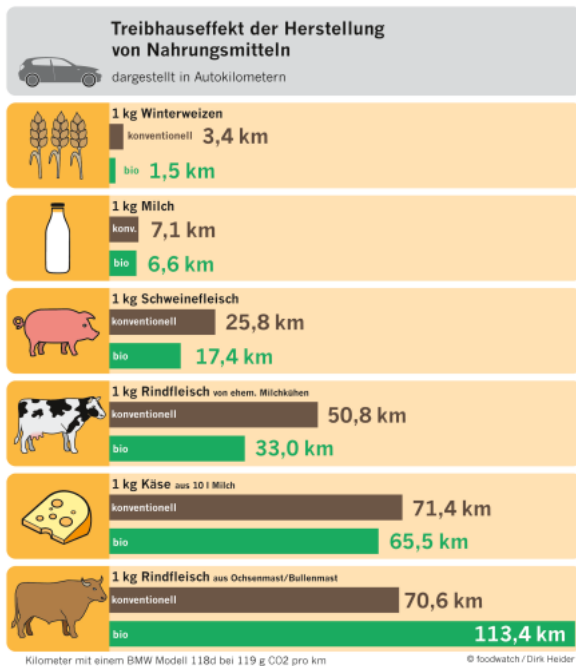 Treibhauseffekt der Herstellung
von Nahrungsmitteln
dargestellt in Autokilometern
1 kg Winterweizen
konventionell 3,4 km
bio 1,5 km
1 kg Milch
konv. 7,1 km
bio 6,6 km
1 kg Schweinefleisch
konventionell 25,8 km
bio 17,4 km
1 kg Rindfleisch von ehem. Milchkühen
konventionell 50,8 km
bio 33,0 km
1 kg Käse aus 10 l Milch
konventionell 71,4 km
bio 65,5 km
1 kg Rindfleisch aus Ochsenmast/Bullenmast
konventionell 70,6 km
bio 113,4 km
Kilometer mit einem BMW Modell 118d bei 119 g CO2 pro km © foodwatch / Dirk Heider